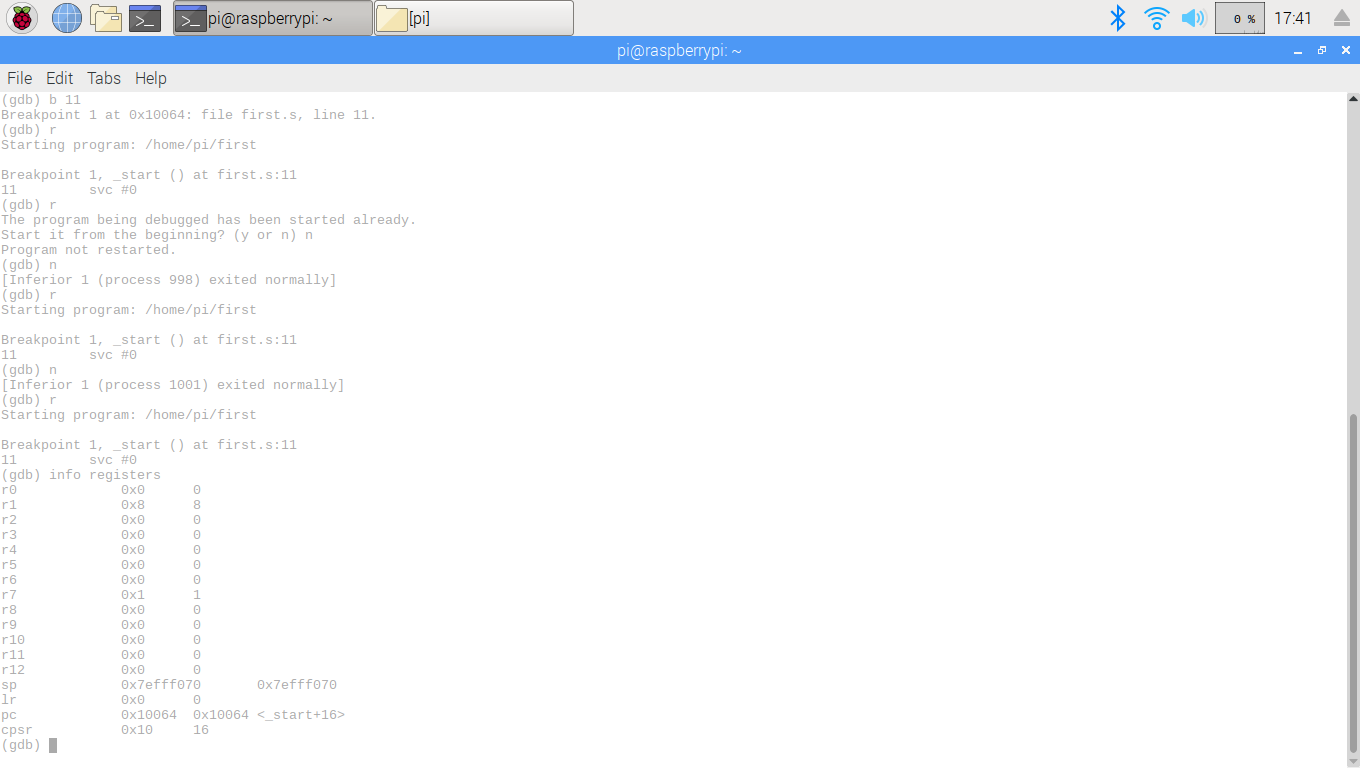 pi@raspberrypi: ~ [pi] 0 % 17:41
pi@raspberrypi: ~
File Edit Tabs Help
(gdb) b 11
Breakpoint 1 at 0x10064: file first.s, line 11.
(gdb) r
Starting program: /home/pi/first
Breakpoint 1, _start () at first.s:11
11         svc #0
(gdb) r
The program being debugged has been started already.
Start it from the beginning? (y or n) n
Program not restarted.
(gdb) n
[Inferior 1 (process 998) exited normally]
(gdb) r
Starting program: /home/pi/first
Breakpoint 1, _start () at first.s:11
11         svc #0
(gdb) n
[Inferior 1 (process 1001) exited normally]
(gdb) r
Starting program: /home/pi/first
Breakpoint 1, _start () at first.s:11
11         svc #0
(gdb) info registers
r0             0x0      0
r1             0x8      8
r2             0x0      0
r3             0x0      0
r4             0x0      0
r5             0x0      0
r6             0x0      0
r7             0x1      1
r8             0x0      0
r9             0x0      0
r10            0x0      0
r11            0x0      0
r12            0x0      0
sp             0x7efff070       0x7efff070
lr             0x0      0
pc             0x10064  0x10064 <_start+16>
cpsr           0x10     16
(gdb)